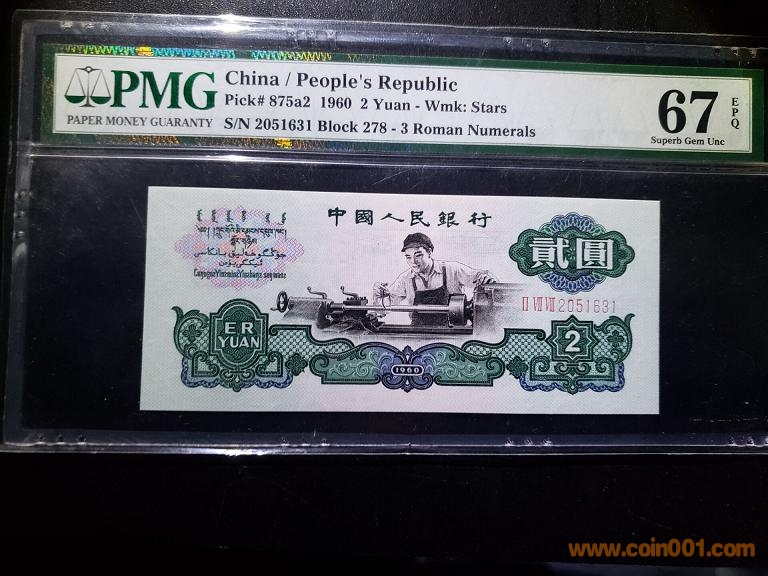 PMG
PAPER MONEY GUARANTY
China / People's Republic
Pick# 875a2 1960 2 Yuan - Wmk: Stars
S/N 2051631 Block 278 - 3 Roman Numerals
67 EPQ
Superb Gem Unc
中國人民銀行
貳圓
II VII VIII 2051631
ER
YUAN
2
1960
www.coin001.com